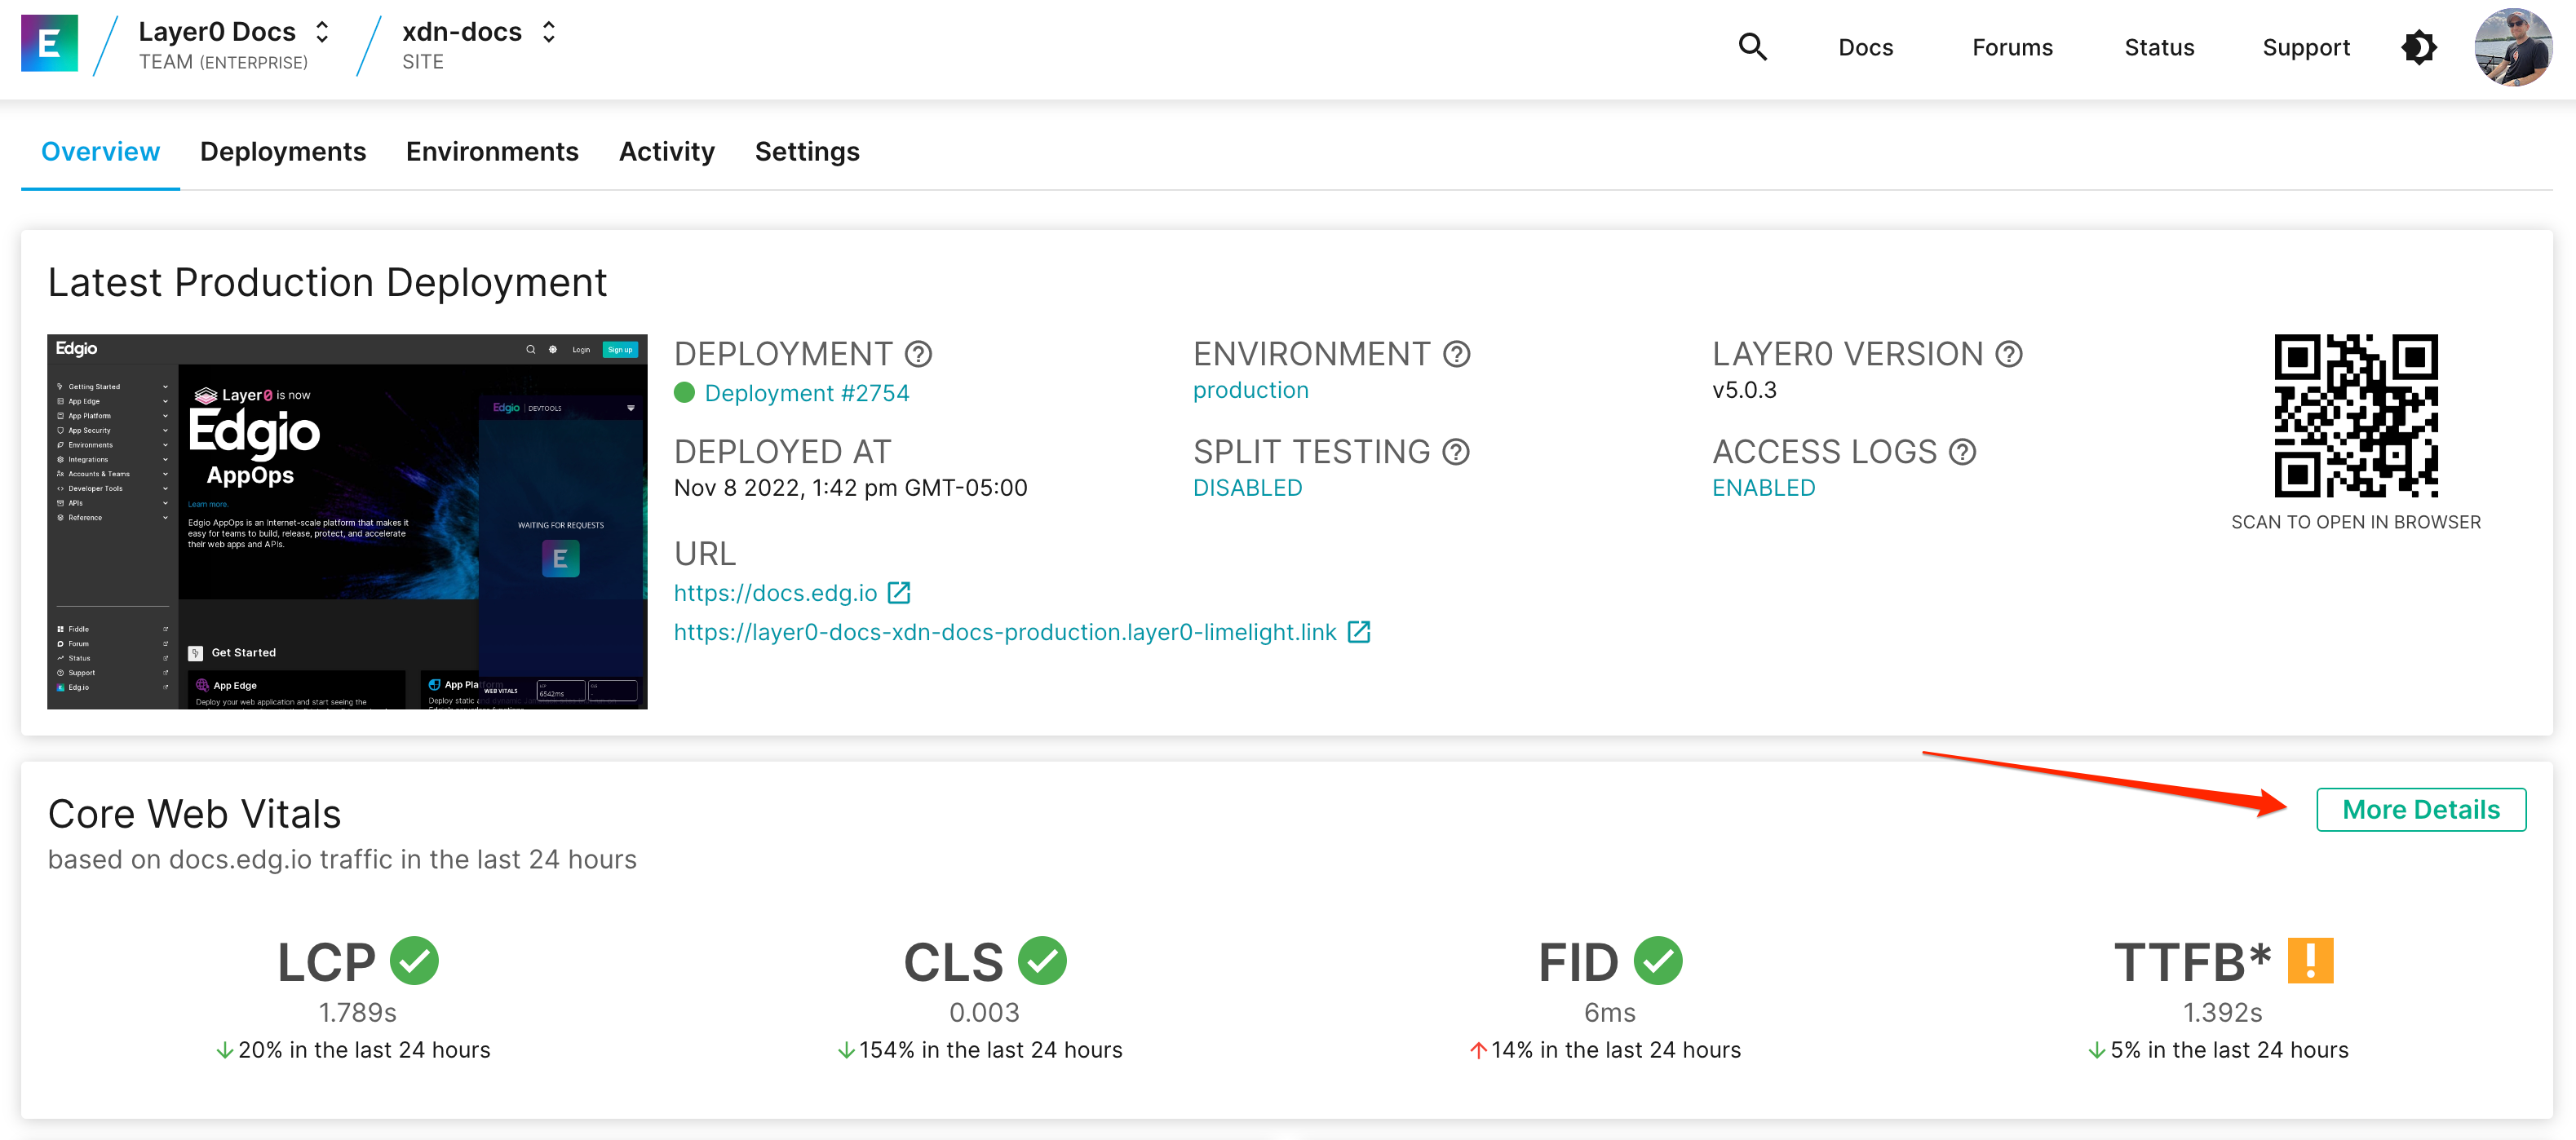 E
Layer0 Docs
TEAM (ENTERPRISE)
xdn-docs
SITE
Docs
Forums
Status
Support
Overview
Deployments
Environments
Activity
Settings
Latest Production Deployment
Edgio
Login
Sign up
Getting Started
App Edge
App Platform
App Security
Environments
Integrations
Accounts & Teams
Developer Tools
APIs
Reference
Fiddle
Forum
Status
Support
Edg.io
Layer0 is now
Edgio
AppOps
Learn more.
Edgio AppOps is an Internet-scale platform that makes it
easy for teams to build, release, protect, and accelerate
their web apps and APIs.
Edgio DEVTOOLS
WAITING FOR REQUESTS
E
Get Started
App Edge
Deploy your web application and start seeing the
App Platform
Deploy static and
WEB VITALS
6542ms
DEPLOYMENT
Deployment #2754
DEPLOYED AT
Nov 8 2022, 1:42 pm GMT-05:00
URL
https://docs.edg.io
https://layer0-docs-xdn-docs-production.layer0-limelight.link
ENVIRONMENT
production
SPLIT TESTING
DISABLED
LAYER0 VERSION
v5.0.3
ACCESS LOGS
ENABLED
SCAN TO OPEN IN BROWSER
Core Web Vitals
based on docs.edg.io traffic in the last 24 hours
More Details
LCP
1.789s
20% in the last 24 hours
CLS
0.003
154% in the last 24 hours
FID
6ms
14% in the last 24 hours
TTFB*
1.392s
5% in the last 24 hours